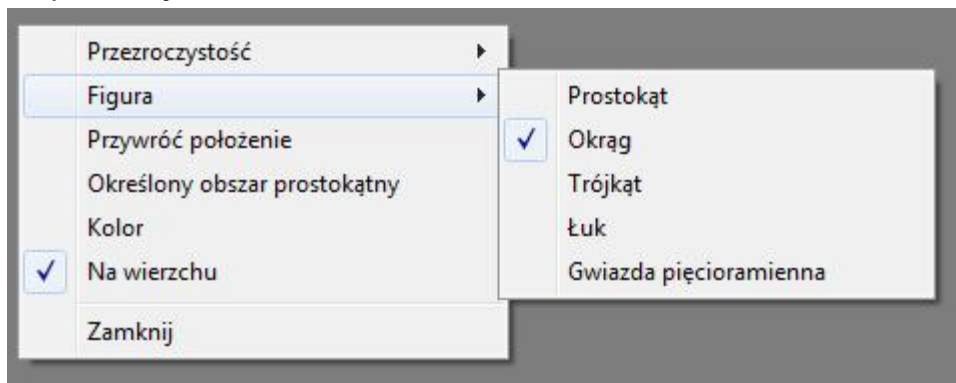 Przezroczystość
Figura
Przywróć położenie
Określony obszar prostokątny
Kolor
Na wierzchu
Zamknij
Prostokąt
Okrąg
Trójkąt
Łuk
Gwiazda pięcioramienna